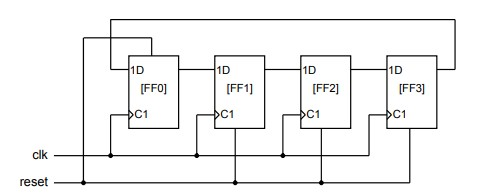 1D 1D 1D 1D
[FF0] [FF1] [FF2] [FF3]
C1 C1 C1 C1
clk
reset